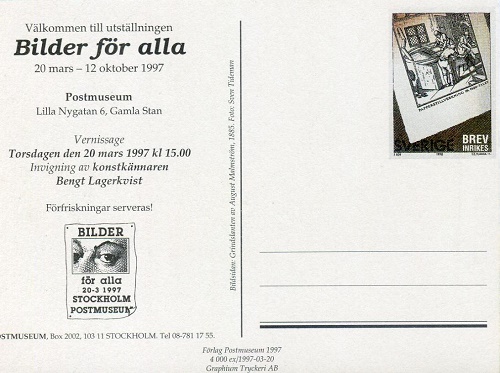 Välkommen till utställningen
Bilder för alla
20 mars – 12 oktober 1997
Postmuseum
Lilla Nygatan 6, Gamla Stan
Vernissage
Torsdagen den 20 mars 1997 kl 15.00
Invigning av konstkännaren
Bengt Lagerkvist
Förfriskningar serveras!
BILDER
för alla
20-3 1997
STOCKHOLM
POSTMUSEUM
OSTMUSEUM, Box 2002, 103 11 STOCKHOLM. Tel 08-781 17 55.
Bildsidan: Grindslanten av August Malmström, 1885. Foto: Sven Tideman
SVERIGE
BREV
INRIKES
Förlag Postmuseum 1997
4 000 ex/1997-03-20
Graphium Tryckeri AB